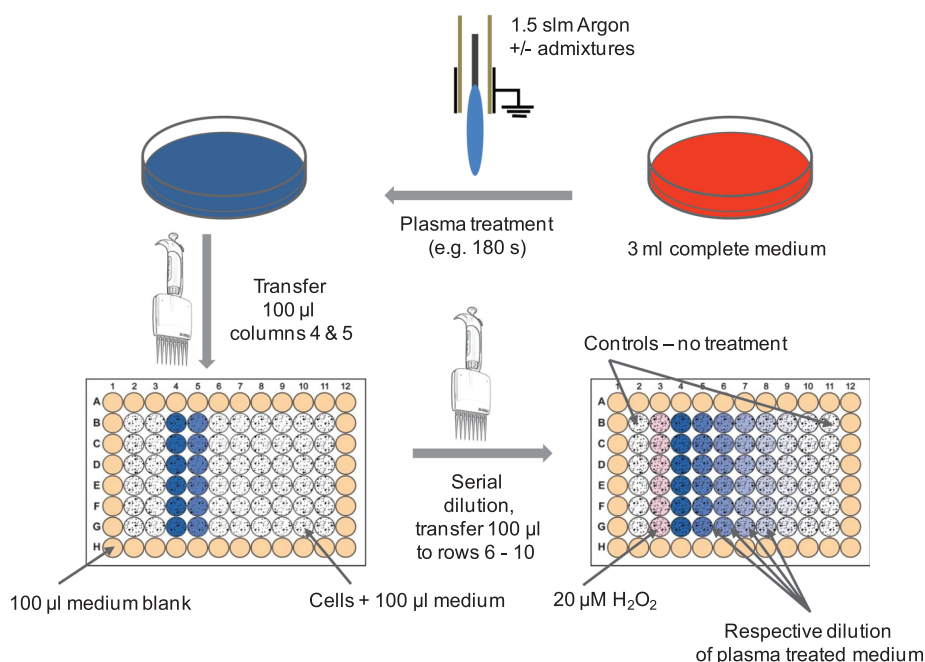 1.5 slm Argon
+/- admixtures
Plasma treatment
(e.g. 180 s)
3 ml complete medium
Transfer
100 µl
columns 4 & 5
Controls – no treatment
1 2 3 4 5 6 7 8 9 10 11 12
A
B
C
D
E
F
G
H
Serial
dilution,
transfer 100 µl
to rows 6 - 10
1 2 3 4 5 6 7 8 9 10 11 12
A
B
C
D
E
F
G
H
100 µl medium blank
Cells + 100 µl medium
20 µM H₂O₂
Respective dilution
of plasma treated medium